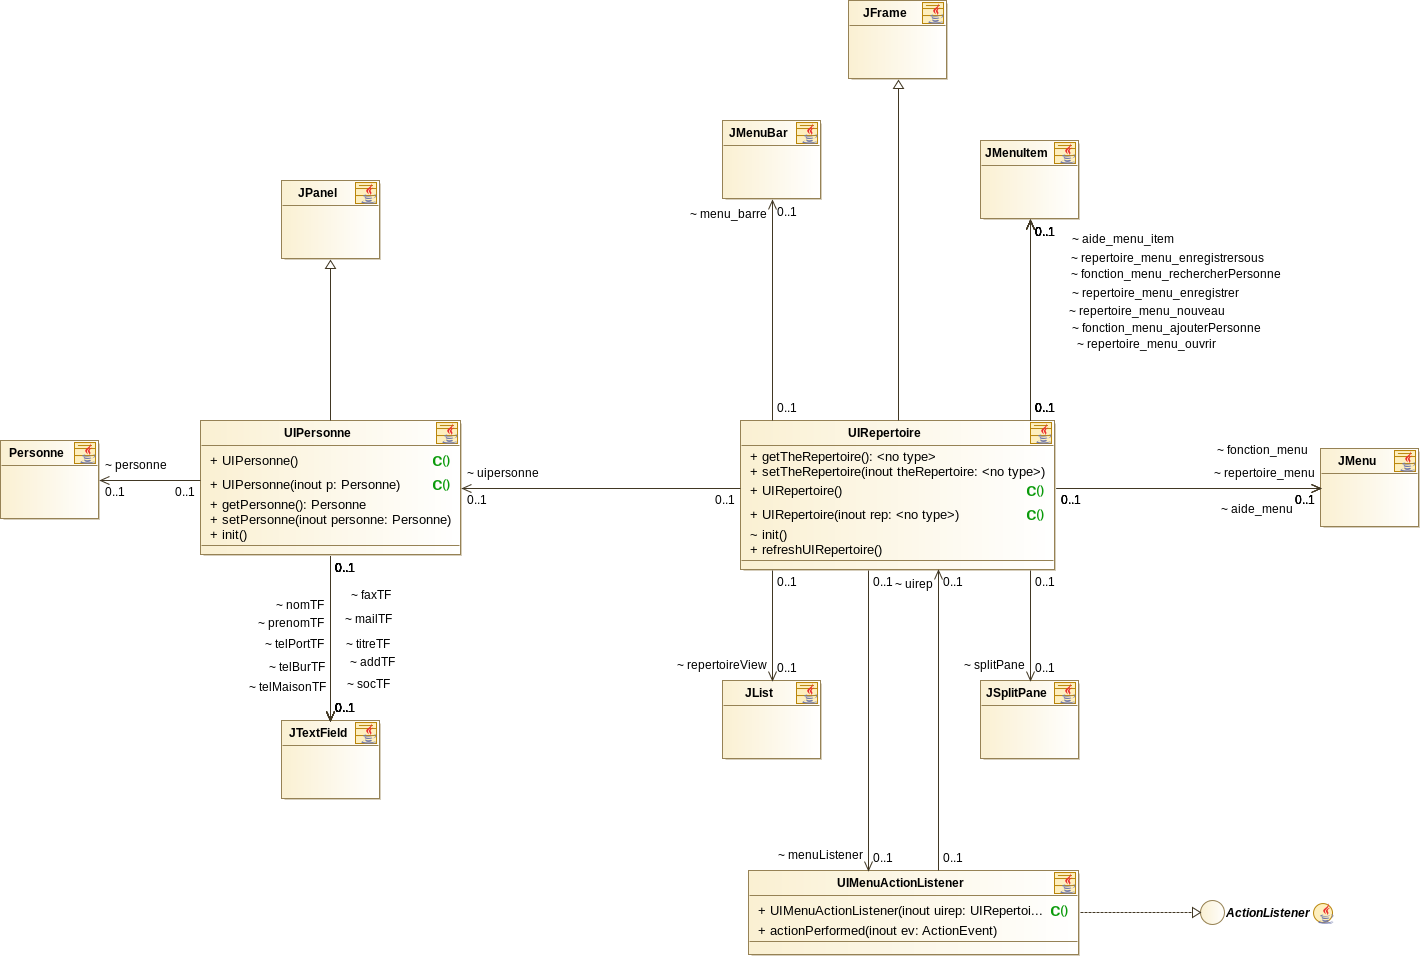 JFrame
JMenuBar
JMenuItem
JPanel
~ menu_barre
0..1
0..1
~ aide_menu_item
~ repertoire_menu_enregistrersous
~ fonction_menu_rechercherPersonne
~ repertoire_menu_enregistrer
~ repertoire_menu_nouveau
~ fonction_menu_ajouterPersonne
~ repertoire_menu_ouvrir
0..1
0..1
Personne
~ personne
0..1
0..1
UIPersonne
+ UIPersonne() C()
+ UIPersonne(inout p: Personne) C()
+ getPersonne(): Personne
+ setPersonne(inout personne: Personne)
+ init()
~ uipersonne
0..1
0..1
UIRepertoire
+ getTheRepertoire(): <no type>
+ setTheRepertoire(inout theRepertoire: <no type>)
+ UIRepertoire() C()
+ UIRepertoire(inout rep: <no type>) C()
~ init()
+ refreshUIRepertoire()
~ fonction_menu
~ repertoire_menu
0..1
0..1
~ aide_menu
JMenu
0..1
~ nomTF
~ prenomTF
~ telPortTF
~ telBurTF
~ telMaisonTF
~ faxTF
~ mailTF
~ titreTF
~ addTF
~ socTF
0..1
JTextField
0..1
0..1
~ uirep
0..1
0..1
~ repertoireView
0..1
~ splitPane
0..1
JList
JSplitPane
~ menuListener
0..1
0..1
UIMenuActionListener
+ UIMenuActionListener(inout uirep: UIRepertoi... C()
+ actionPerformed(inout ev: ActionEvent)
ActionListener